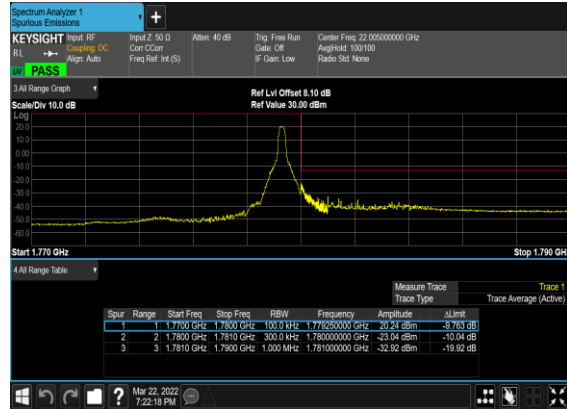 Spectrum Analyzer 1
Spurious Emissions
KEYSIGHT Input: RF Input Z: 50 Ω Atten: 40 dB Trig: Free Run Center Freq: 22.005000000 GHz
RL Coupling: DC Corr CCorr Gate: Off Avg|Hold: 100/100
Align: Auto Freq Ref: Int (S) IF Gain: Low Radio Std: None
PASS
3 All Range Graph
Ref Lvl Offset 8.10 dB
Scale/Div 10.0 dB Ref Value 30.00 dBm
Log
20.0
10.0
0.00
-10.0
-20.0
-30.0
-40.0
-50.0
-60.0
Start 1.770 GHz Stop 1.790 GH
4 All Range Table
Measure Trace Trace 1
Trace Type Trace Average (Active)
Spur Range Start Freq Stop Freq RBW Frequency Amplitude ΔLimit
1 1 1.7700 GHz 1.7800 GHz 100.0 kHz 1.779250000 GHz 20.24 dBm -9.763 dB
2 2 1.7800 GHz 1.7810 GHz 300.0 kHz 1.780000000 GHz -23.04 dBm -10.04 dB
3 3 1.7810 GHz 1.7900 GHz 1.000 MHz 1.781000000 GHz -32.92 dBm -19.92 dB
? Mar 22, 2022
7:22:18 PM